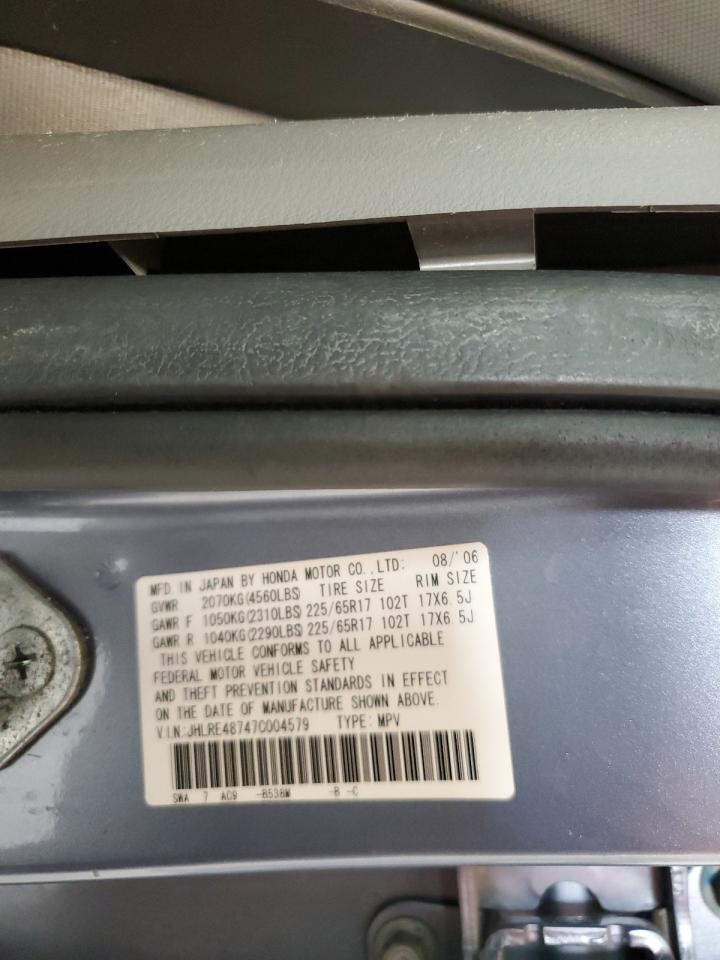 MFD. IN JAPAN BY HONDA MOTOR CO.,LTD: 08/'06
GVWR 2070KG(4560LBS) TIRE SIZE RIM SIZE
GAWR F 1050KG(2310LBS) 225/65R17 102T 17X6.5J
GAWR R 1040KG(2290LBS) 225/65R17 102T 17X6.5J
THIS VEHICLE CONFORMS TO ALL APPLICABLE
FEDERAL MOTOR VEHICLE SAFETY
AND THEFT PREVENTION STANDARDS IN EFFECT
ON THE DATE OF MANUFACTURE SHOWN ABOVE.
V.I.N:JHLRE48747C004579 TYPE: MPV
SWA 7 AC9 -B538M -B -C